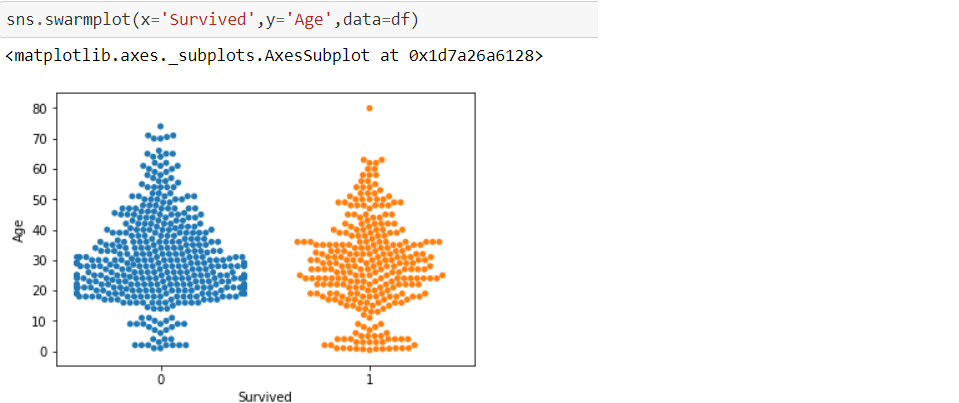 sns.swarmplot(x='Survived',y='Age',data=df)
<matplotlib.axes._subplots.AxesSubplot at 0x1d7a26a6128>
80
70
60
50
40
30
20
10
0
Age
0 1
Survived